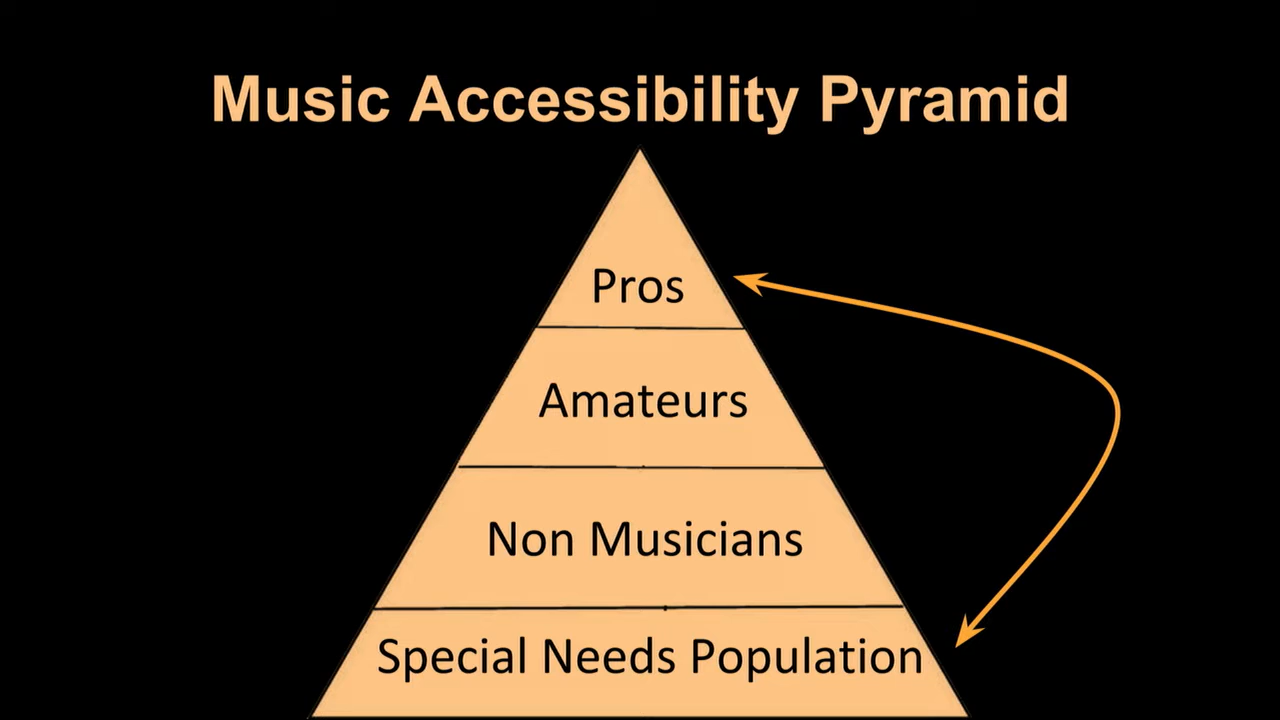 Music Accessibility Pyramid
Pros
Amateurs
Non Musicians
Special Needs Population